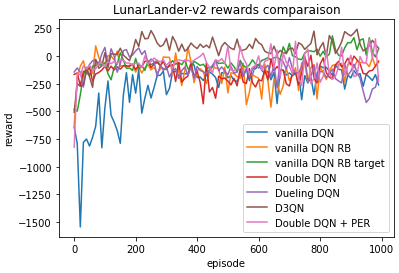 LunarLander-v2 rewards comparaison
250
0
−250
−500
−750
−1000
−1250
−1500
reward
0
200
400
600
800
1000
episode
vanilla DQN
vanilla DQN RB
vanilla DQN RB target
Double DQN
Dueling DQN
D3QN
Double DQN + PER